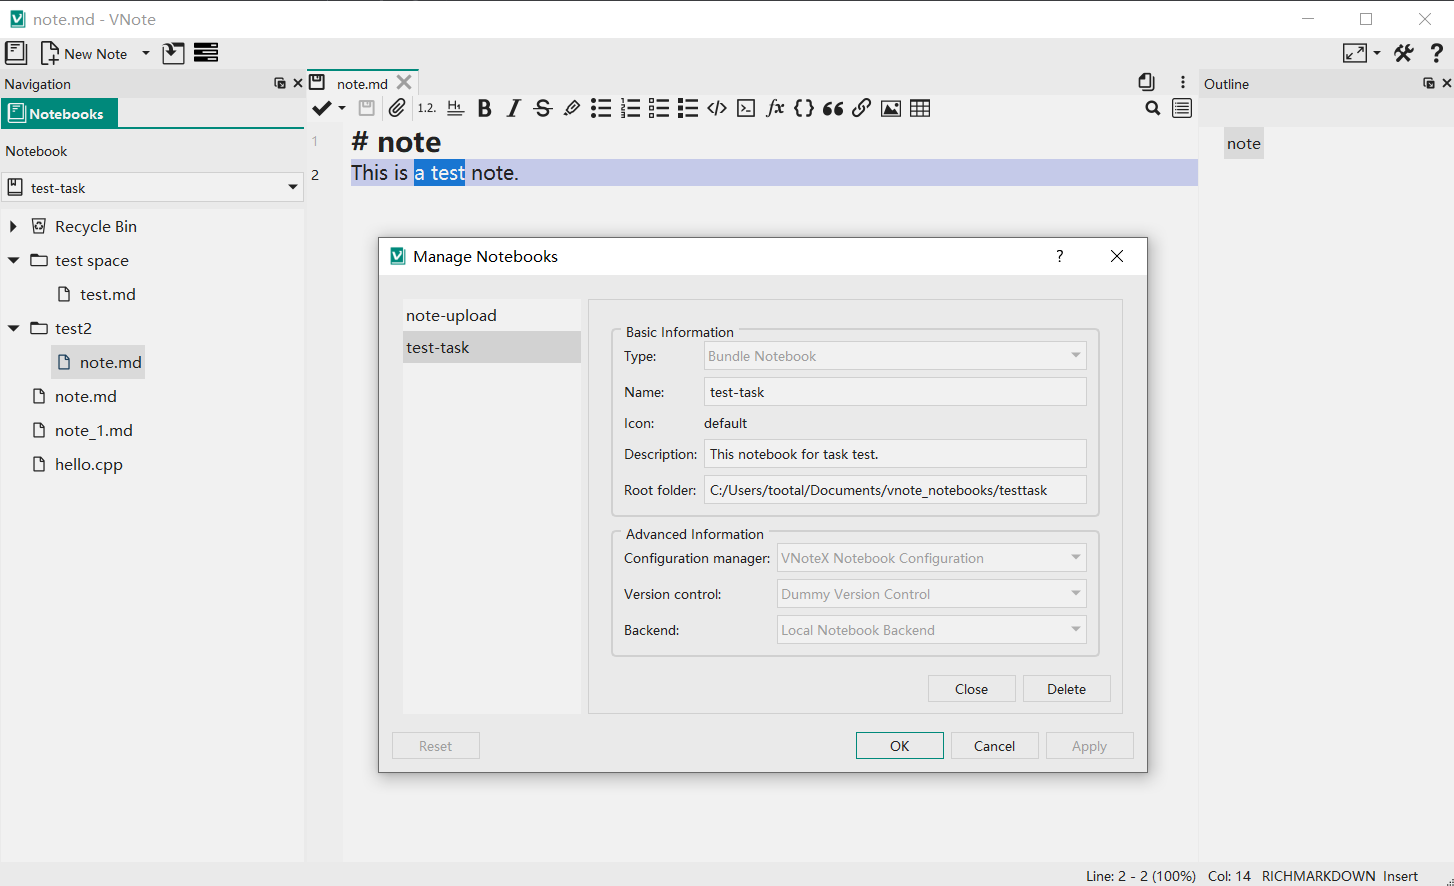 note.md - VNote
New Note
Navigation
Notebooks
Notebook
test-task
Recycle Bin
test space
test.md
test2
note.md
note.md
note_1.md
hello.cpp
note.md
1.2.
1 # note
2 This is a test note.
Outline
note
Manage Notebooks
note-upload
test-task
Basic Information
Type: Bundle Notebook
Name: test-task
Icon: default
Description: This notebook for task test.
Root folder: C:/Users/tootal/Documents/vnote_notebooks/testtask
Advanced Information
Configuration manager: VNoteX Notebook Configuration
Version control: Dummy Version Control
Backend: Local Notebook Backend
Close Delete
Reset OK Cancel Apply
Line: 2 - 2 (100%) Col: 14 RICHMARKDOWN Insert